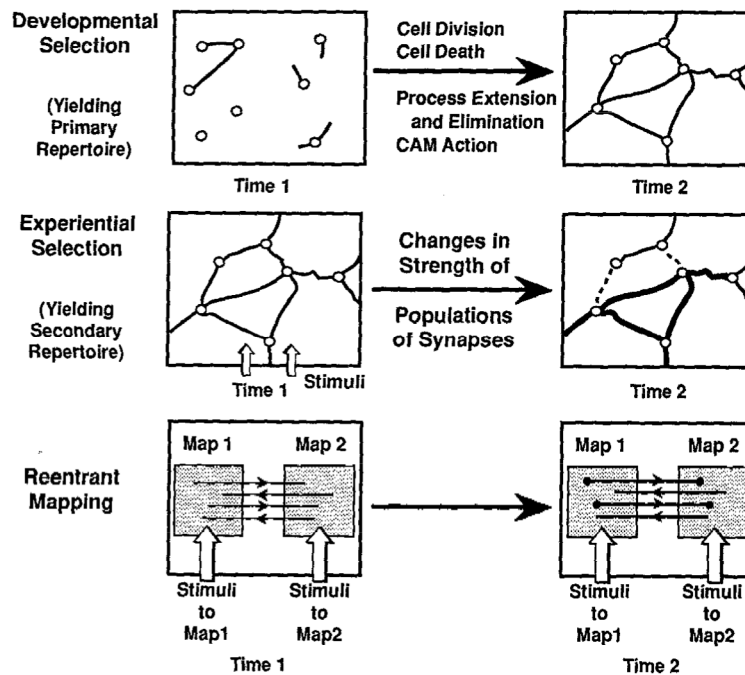 Developmental
Selection
(Yielding
Primary
Repertoire)
Time 1
Cell Division
Cell Death
Process Extension
and Elimination
CAM Action
Time 2
Experiential
Selection
(Yielding
Secondary
Repertoire)
Time 1
Stimuli
Changes in
Strength of
Populations
of Synapses
Time 2
Reentrant
Mapping
Map 1 Map 2
Stimuli
to
Map1
Stimuli
to
Map2
Time 1
Map 1 Map 2
Stimuli
to
Map1
Stimuli
to
Map2
Time 2